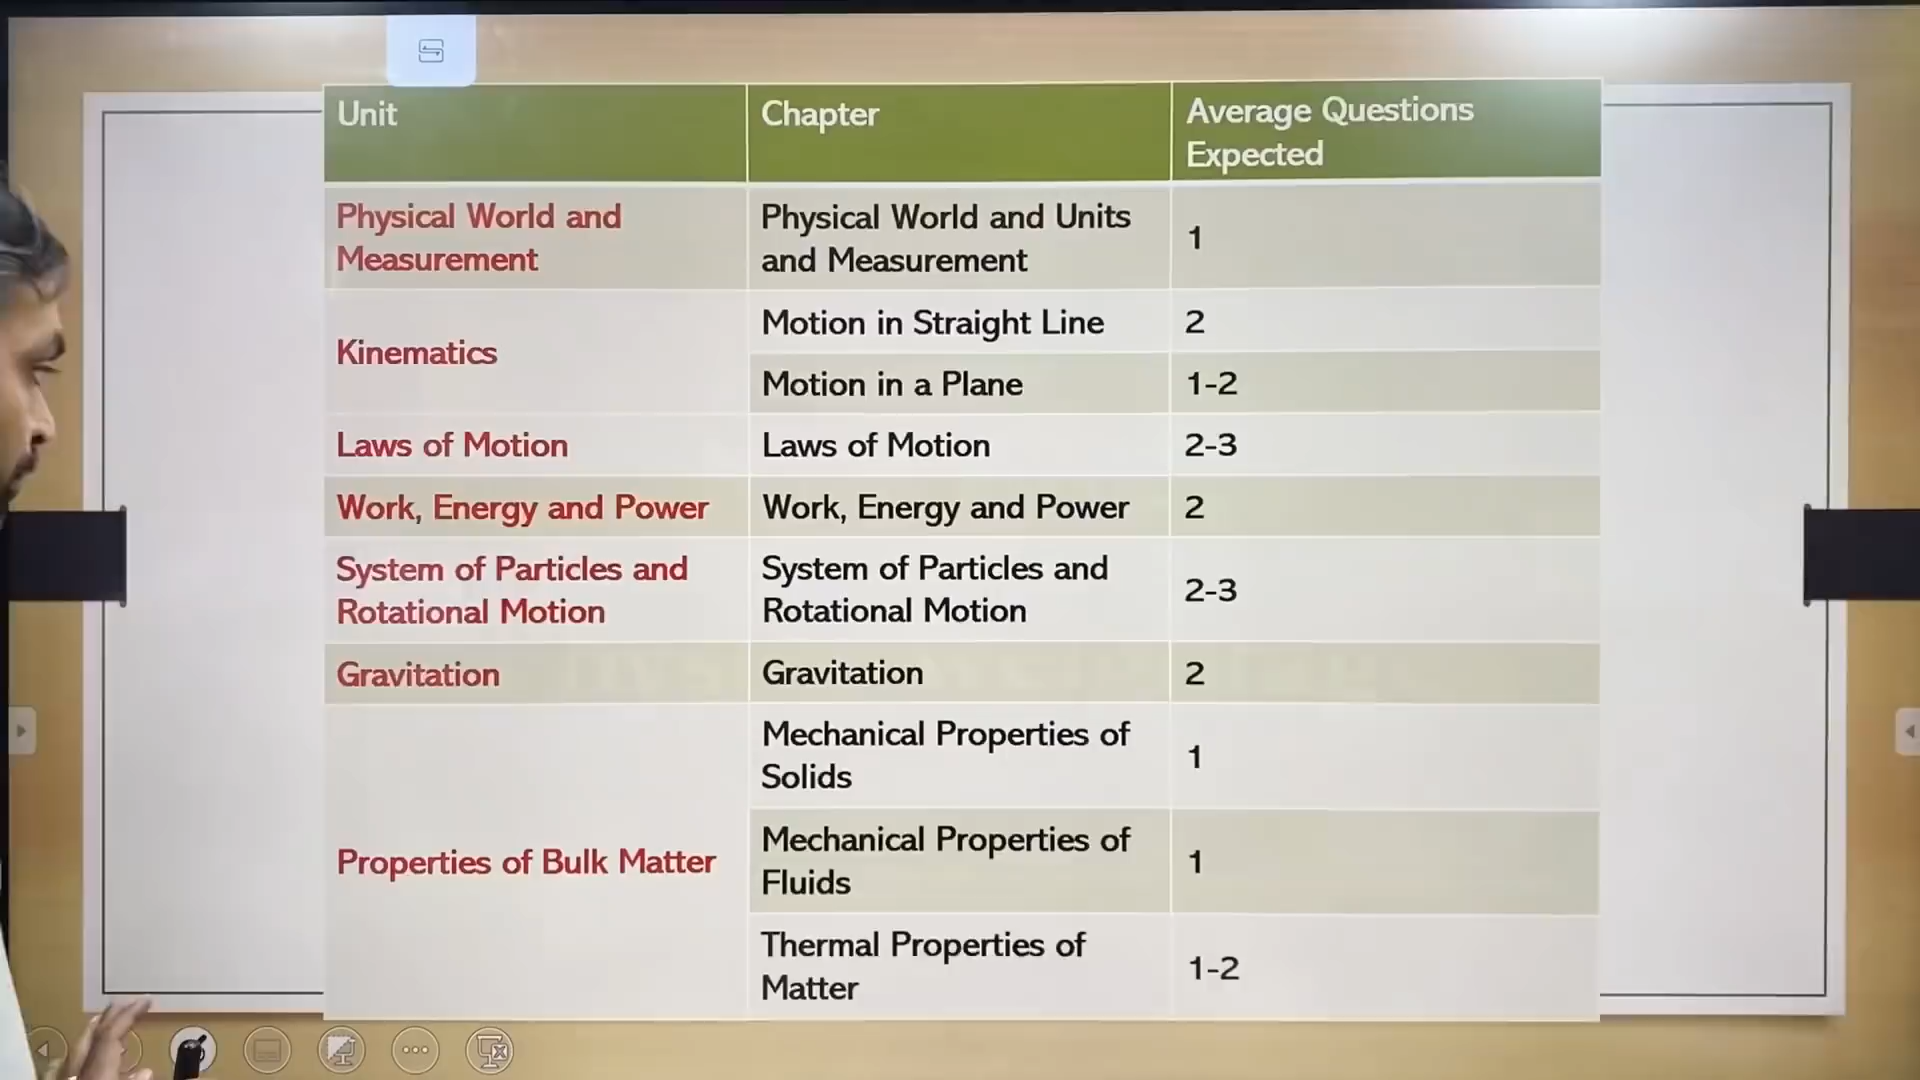 Unit
Chapter
Average Questions
Expected
Physical World and
Measurement
Physical World and Units
and Measurement
1
Kinematics
Motion in Straight Line
2
Motion in a Plane
1-2
Laws of Motion
Laws of Motion
2-3
Work, Energy and Power
Work, Energy and Power
2
System of Particles and
Rotational Motion
System of Particles and
Rotational Motion
2-3
Gravitation
Gravitation
2
Properties of Bulk Matter
Mechanical Properties of
Solids
1
Mechanical Properties of
Fluids
1
Thermal Properties of
Matter
1-2